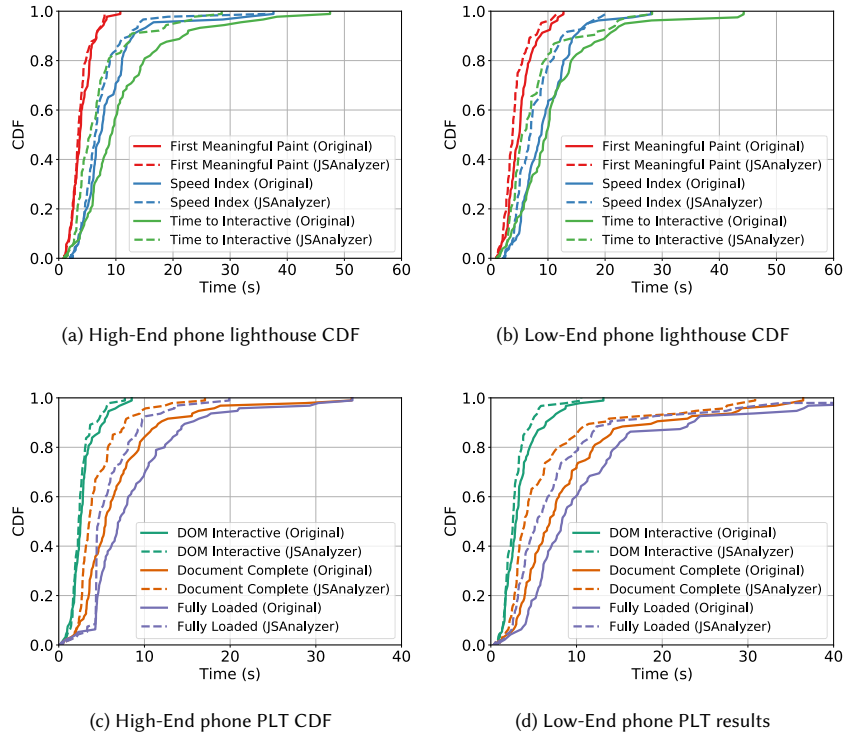 1.0
0.8
0.6
0.4
0.2
0.0
CDF
First Meaningful Paint (Original)
First Meaningful Paint (JSAnalyzer)
Speed Index (Original)
Speed Index (JSAnalyzer)
Time to Interactive (Original)
Time to Interactive (JSAnalyzer)
0 10 20 30 40 50 60
Time (s)
(a) High-End phone lighthouse CDF
1.0
0.8
0.6
0.4
0.2
0.0
CDF
First Meaningful Paint (Original)
First Meaningful Paint (JSAnalyzer)
Speed Index (Original)
Speed Index (JSAnalyzer)
Time to Interactive (Original)
Time to Interactive (JSAnalyzer)
0 10 20 30 40 50 60
Time (s)
(b) Low-End phone lighthouse CDF
1.0
0.8
0.6
0.4
0.2
0.0
CDF
DOM Interactive (Original)
DOM Interactive (JSAnalyzer)
Document Complete (Original)
Document Complete (JSAnalyzer)
Fully Loaded (Original)
Fully Loaded (JSAnalyzer)
0 10 20 30 40
Time (s)
(c) High-End phone PLT CDF
1.0
0.8
0.6
0.4
0.2
0.0
CDF
DOM Interactive (Original)
DOM Interactive (JSAnalyzer)
Document Complete (Original)
Document Complete (JSAnalyzer)
Fully Loaded (Original)
Fully Loaded (JSAnalyzer)
0 10 20 30 40
Time (s)
(d) Low-End phone PLT results